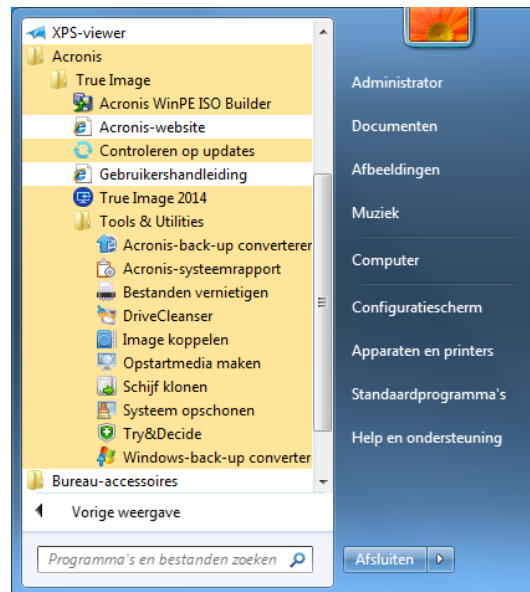 XPS-viewer
Acronis
True Image
Acronis WinPE ISO Builder
Acronis-website
Controleren op updates
Gebruikershandleiding
True Image 2014
Tools & Utilities
Acronis-back-up converteren
Acronis-systeemrapport
Bestanden vernietigen
DriveCleanser
Image koppelen
Opstartmedia maken
Schijf klonen
Systeem opschonen
Try&Decide
Windows-back-up converter
Bureau-accessoires
Vorige weergave
Programma's en bestanden zoeken
Administrator
Documenten
Afbeeldingen
Muziek
Computer
Configuratiescherm
Apparaten en printers
Standaardprogramma's
Help en ondersteuning
Afsluiten